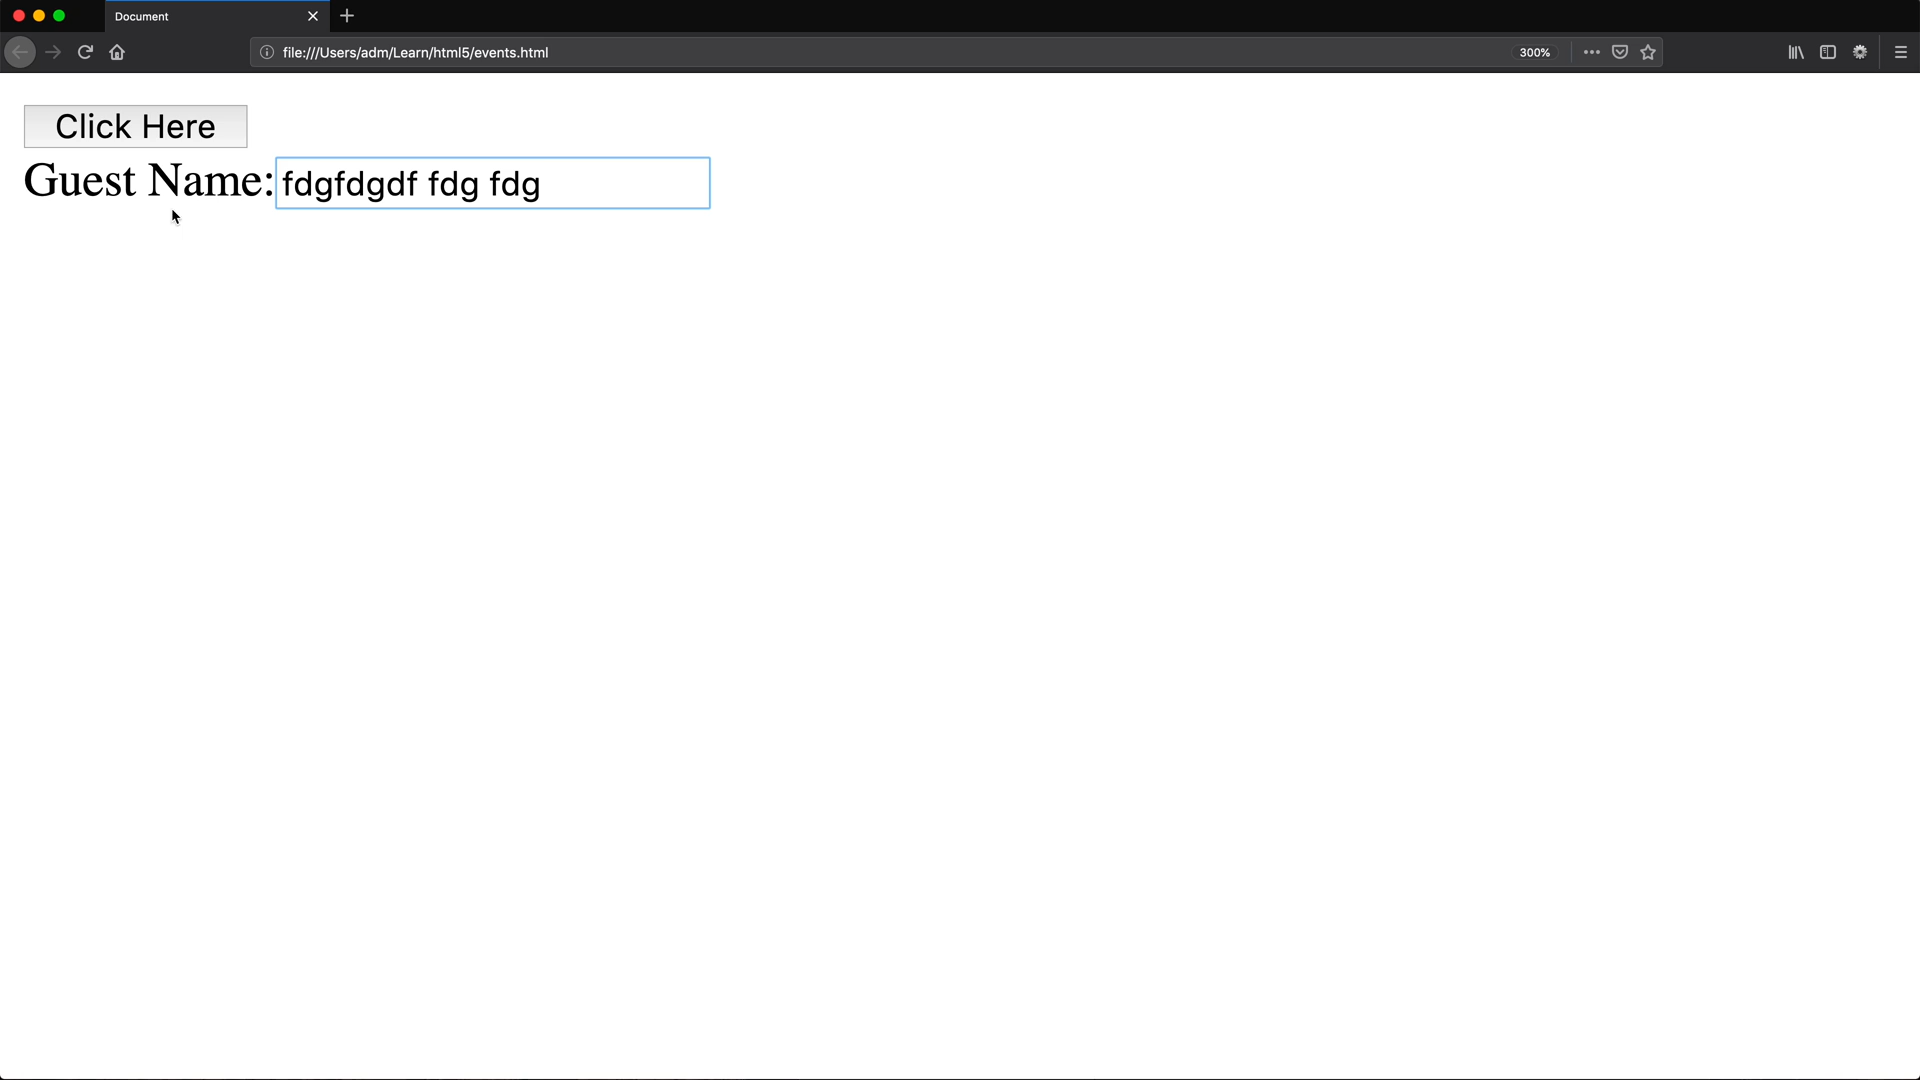 Document
file:///Users/adm/Learn/html5/events.html
300%
Click Here
Guest Name: fdgfdgdf fdg fdg